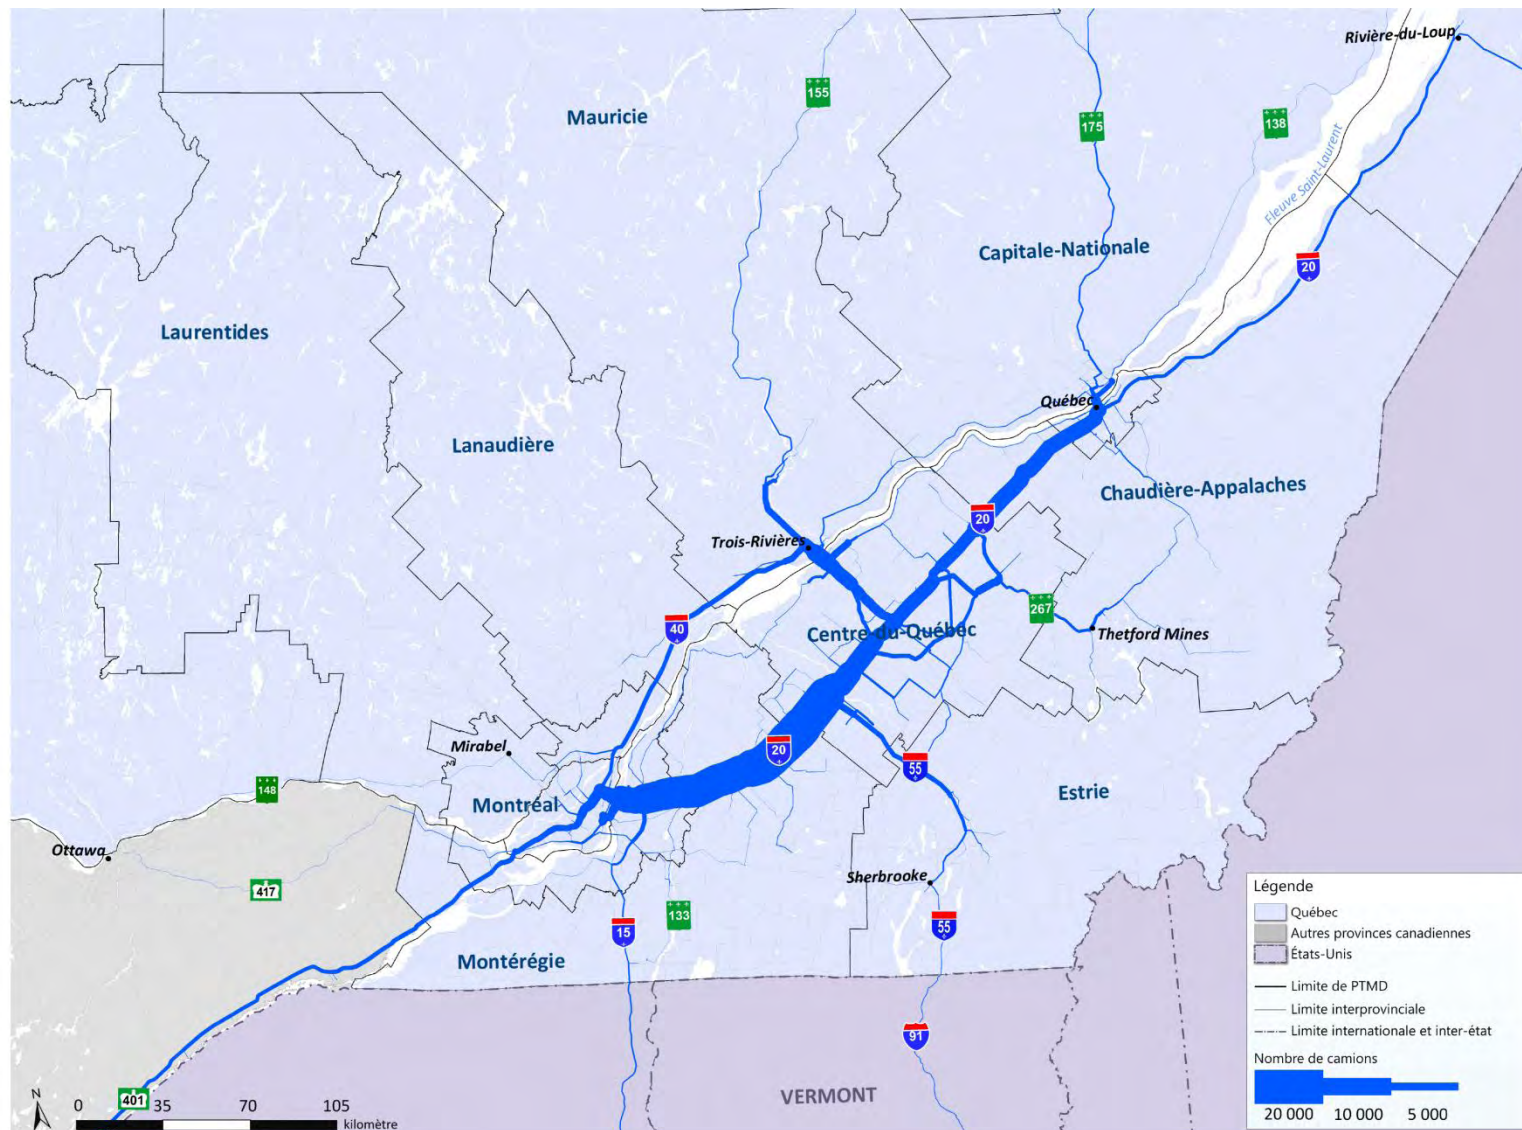 Rivière-du-Loup
155
175
138
Mauricie
Fleuve Saint-Laurent
Capitale-Nationale
20
Laurentides
Québec
Lanaudière
Chaudière-Appalaches
20
Trois-Rivières
267
40
Centre-du-Québec
Thetford Mines
Mirabel
20
55
148
Montréal
Estrie
Ottawa
417
Sherbrooke
133
15
55
Montérégie
91
VERMONT
401
N
0 35 70 105
kilomètre
Légende
Québec
Autres provinces canadiennes
États-Unis
Limite de PTMD
Limite interprovinciale
Limite internationale et inter-état
Nombre de camions
20 000 10 000 5 000